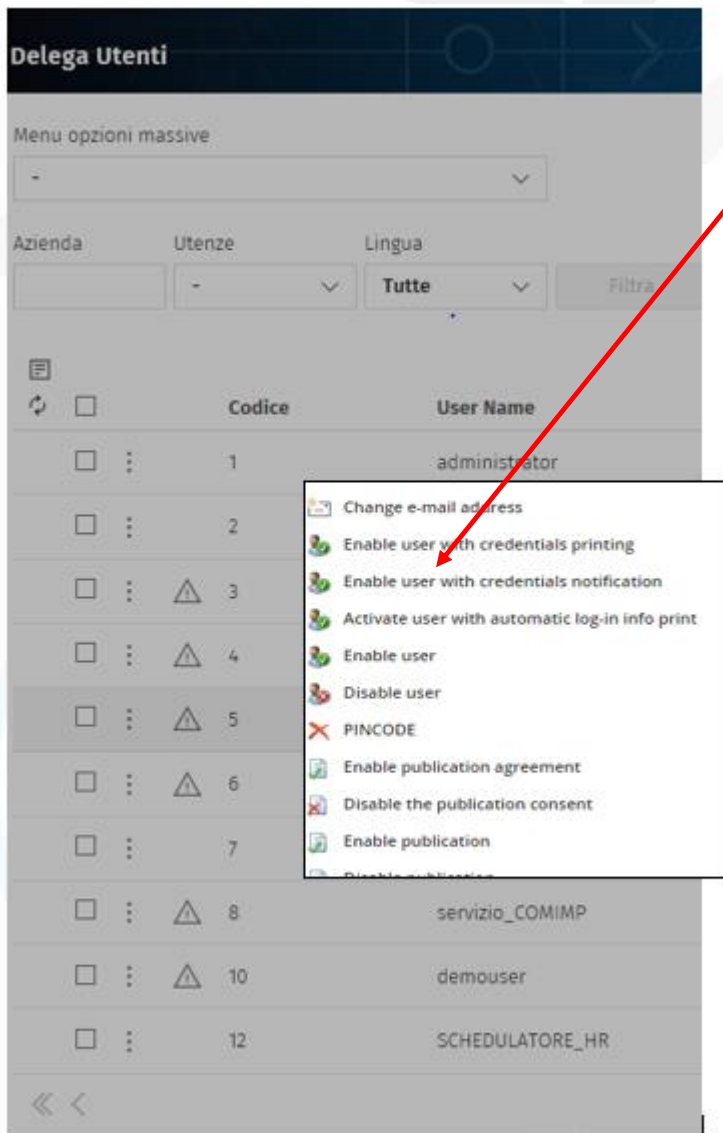 Delega Utenti
Menu opzioni massive
-
Azienda Utenze Lingua
- Tutte Filtra
Codice User Name
1 administrator
Change e-mail address
2
Enable user with credentials printing
3
Enable user with credentials notification
Activate user with automatic log-in info print
4
Enable user
Disable user
5
PINCODE
Enable publication agreement
6
Disable the publication consent
7
Enable publication
Disable publication
8 servizio_COMIMP
10 demouser
12 SCHEDULATORE_HR